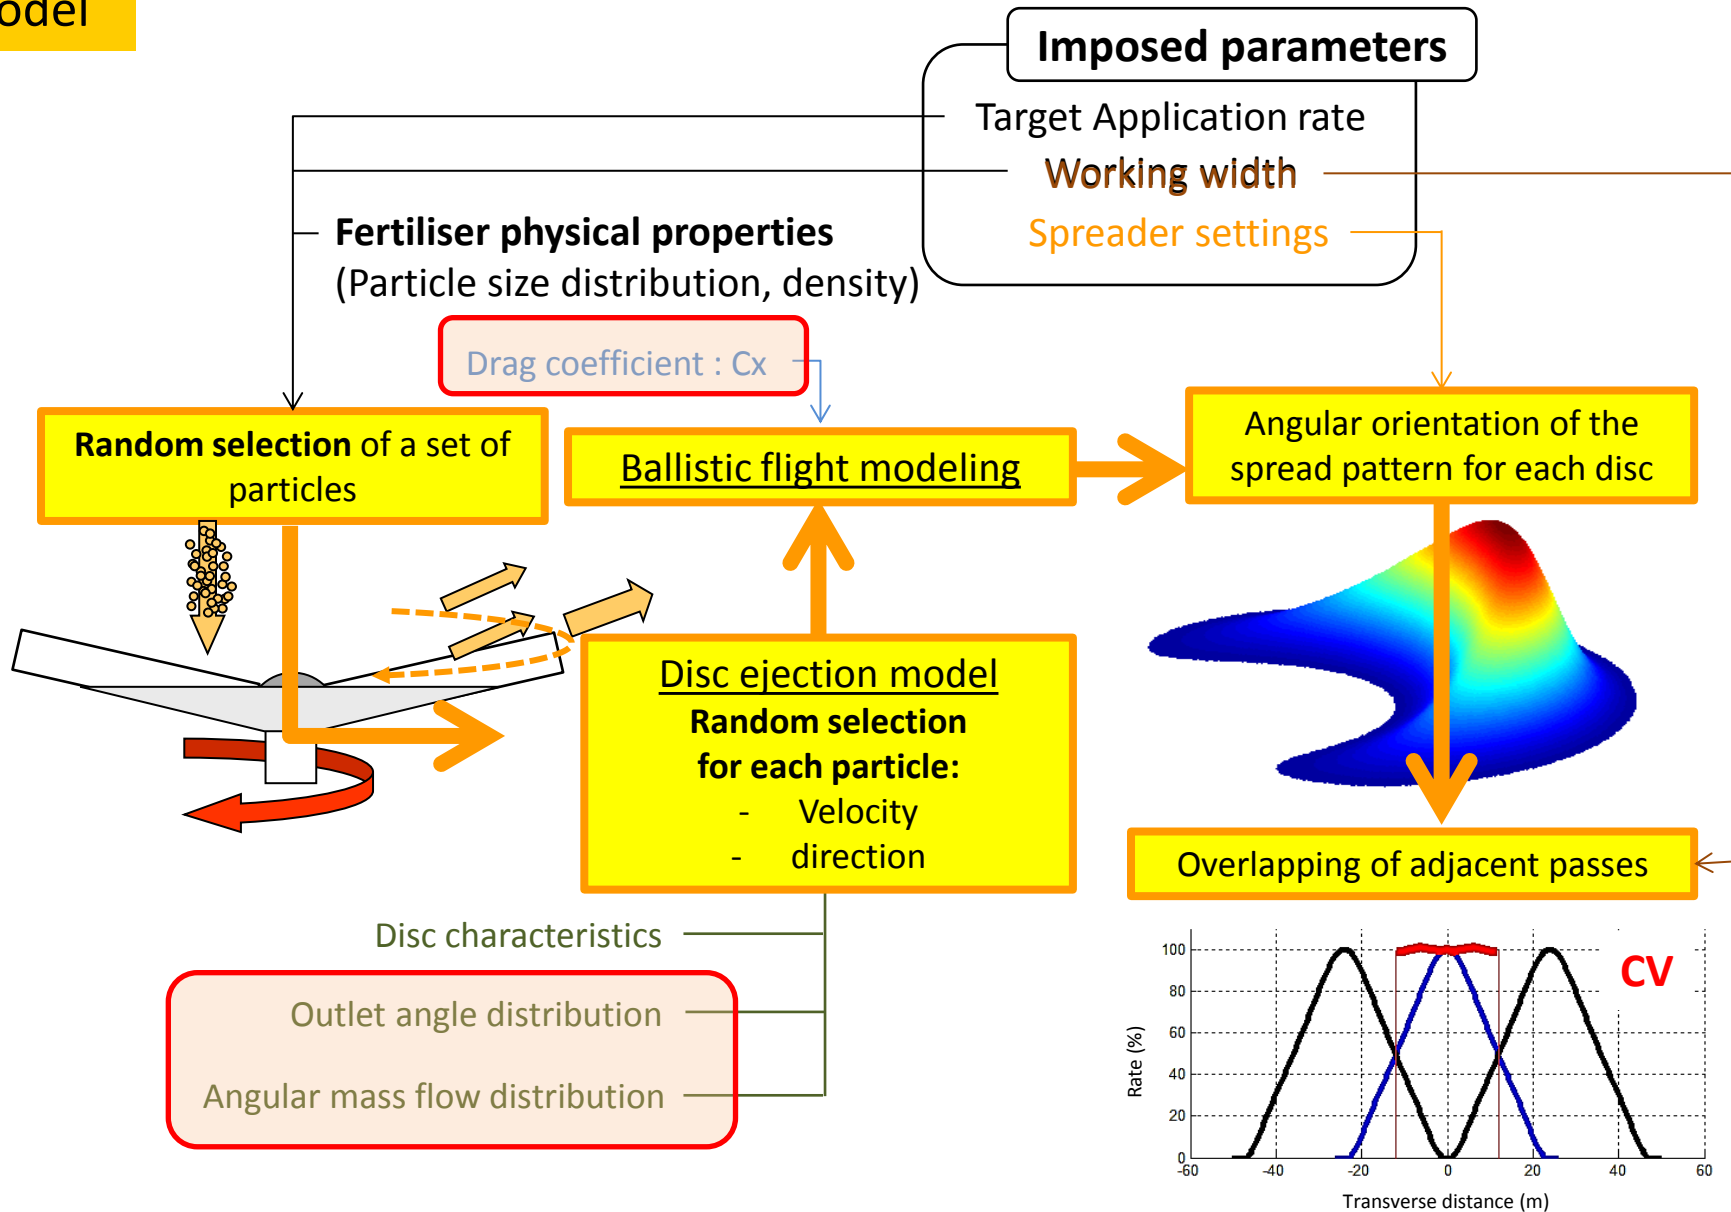 odel
Imposed parameters
Target Application rate
Working width
Spreader settings
Fertiliser physical properties
(Particle size distribution, density)
Drag coefficient : Cx
Random selection of a set of
particles
Ballistic flight modeling
Angular orientation of the
spread pattern for each disc
Disc ejection model
Random selection
for each particle:
- Velocity
- direction
Overlapping of adjacent passes
Disc characteristics
Outlet angle distribution
Angular mass flow distribution
CV
Rate (%)
100
80
60
40
20
0
-60 -40 -20 0 20 40 60
Transverse distance (m)